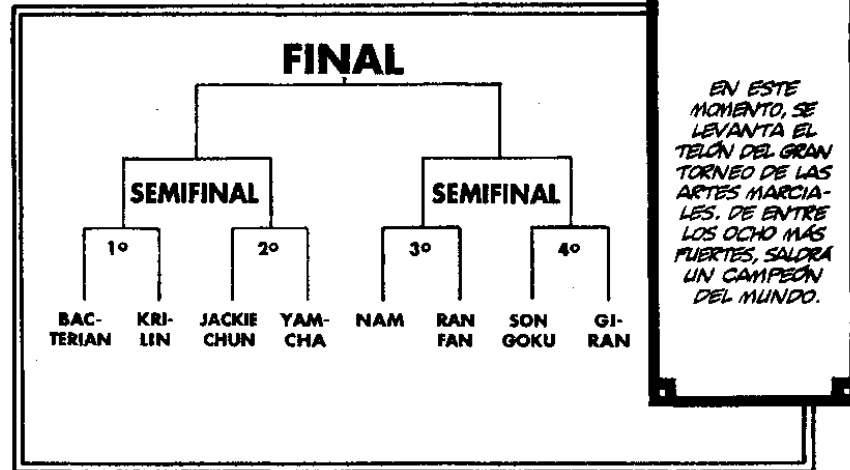 FINAL
SEMIFINAL
SEMIFINAL
1º
2º
3º
4º
BAC-
TERIAN
KRI-
LIN
JACKIE
CHUN
YAM-
CHA
NAM
RAN
FAN
SON
GOKU
GI-
RAN
EN ESTE
MOMENTO, SE
LEVANTA EL
TELÓN DEL GRAN
TORNEO DE LAS
ARTES MARCIA-
LES. DE ENTRE
LOS OCHO MÁS
FUERTES, SALDRÁ
UN CAMPEÓN
DEL MUNDO.